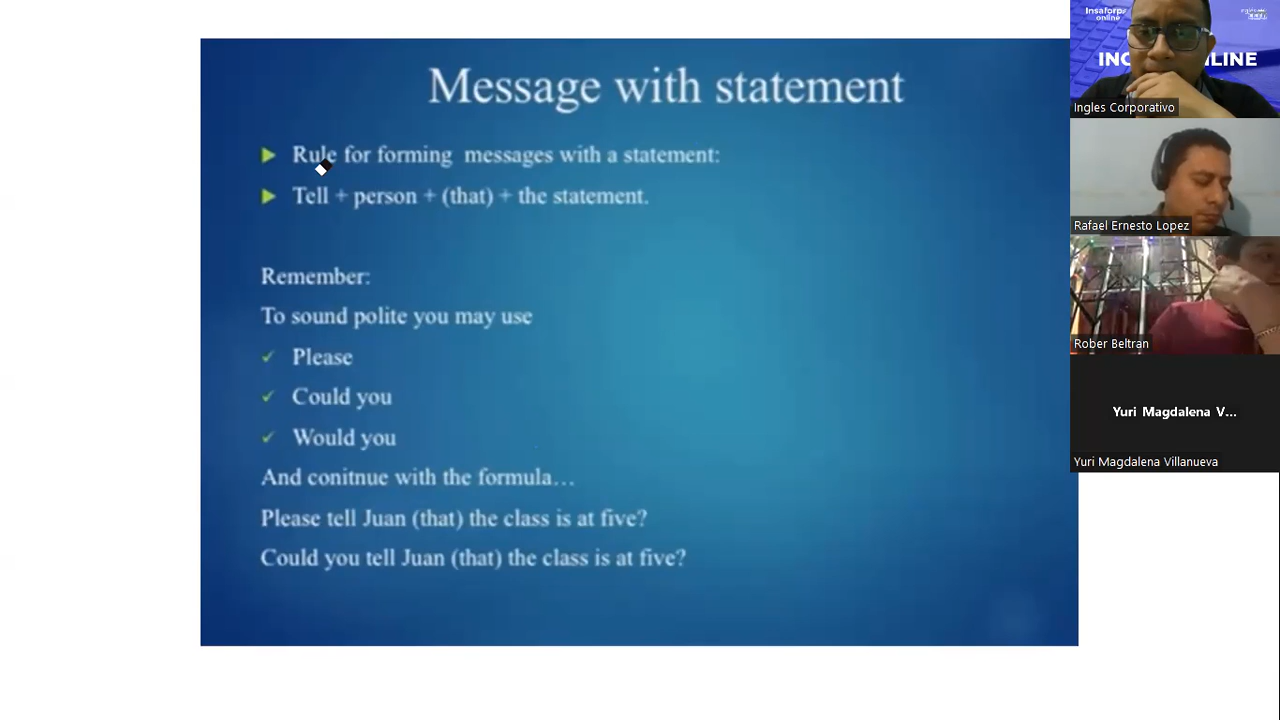 Message with statement
Rule for forming messages with a statement:
Tell + person + (that) + the statement.
Remember:
To sound polite you may use
Please
Could you
Would you
And conitnue with the formula…
Please tell Juan (that) the class is at five?
Could you tell Juan (that) the class is at five?
Insaforp
online
Ingles Corporativo
Rafael Ernesto Lopez
Rober Beltran
Yuri Magdalena V...
Yuri Magdalena Villanueva